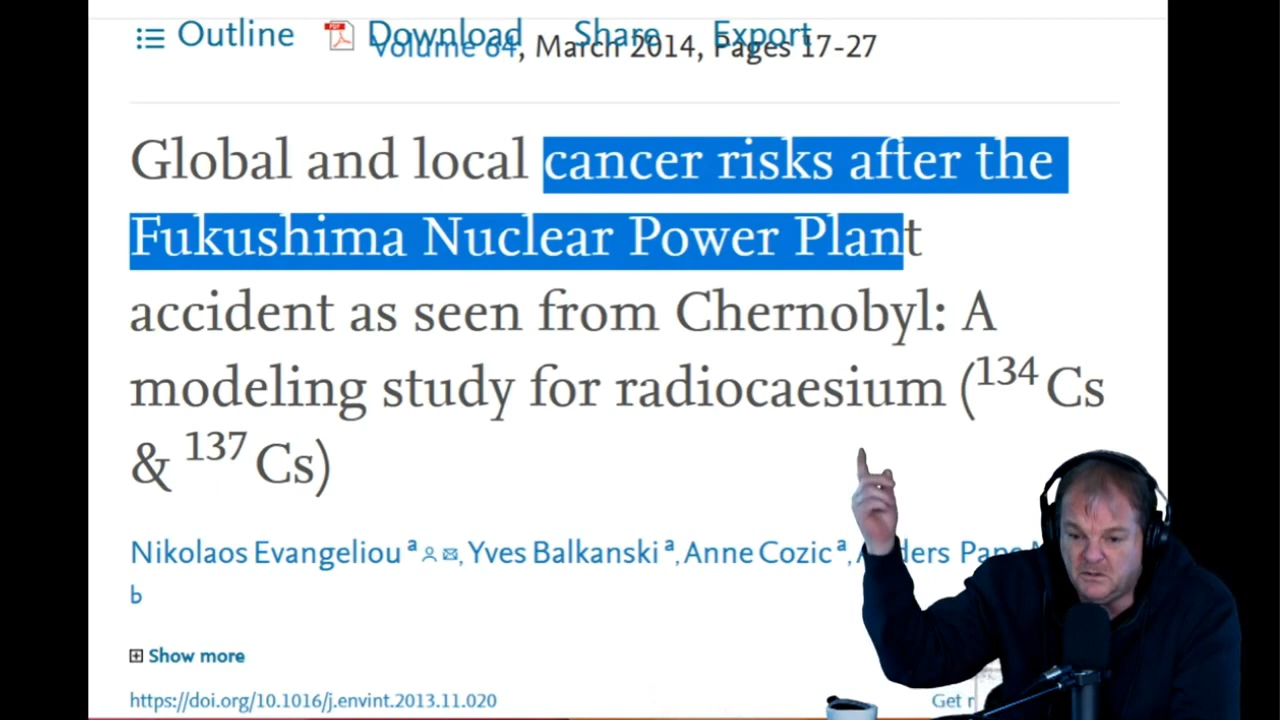 Outline Download Share Export
Volume 64, March 2014, Pages 17-27
Global and local cancer risks after the
Fukushima Nuclear Power Plant
accident as seen from Chernobyl: A
modeling study for radiocaesium (¹³⁴Cs
& ¹³⁷Cs)
Nikolaos Evangeliou ᵃ, Yves Balkanski ᵃ, Anne Cozic ᵃ,
b
Show more
https://doi.org/10.1016/j.envint.2013.11.020
Get